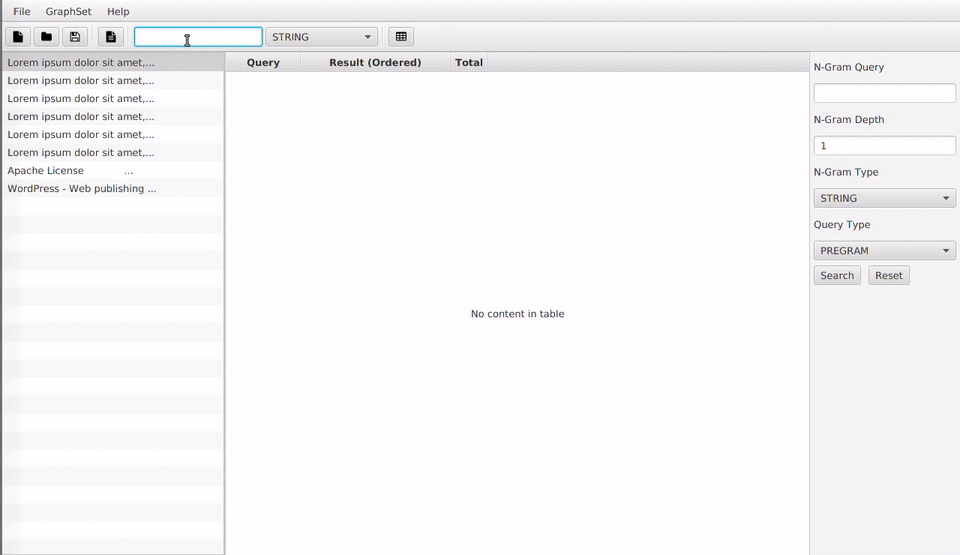 File GraphSet Help
STRING
Lorem ipsum dolor sit amet,...
Lorem ipsum dolor sit amet,...
Lorem ipsum dolor sit amet,...
Lorem ipsum dolor sit amet,...
Lorem ipsum dolor sit amet,...
Lorem ipsum dolor sit amet,...
Apache License ...
WordPress - Web publishing ...
Query Result (Ordered) Total
No content in table
N-Gram Query
N-Gram Depth
1
N-Gram Type
STRING
Query Type
PREGRAM
Search Reset